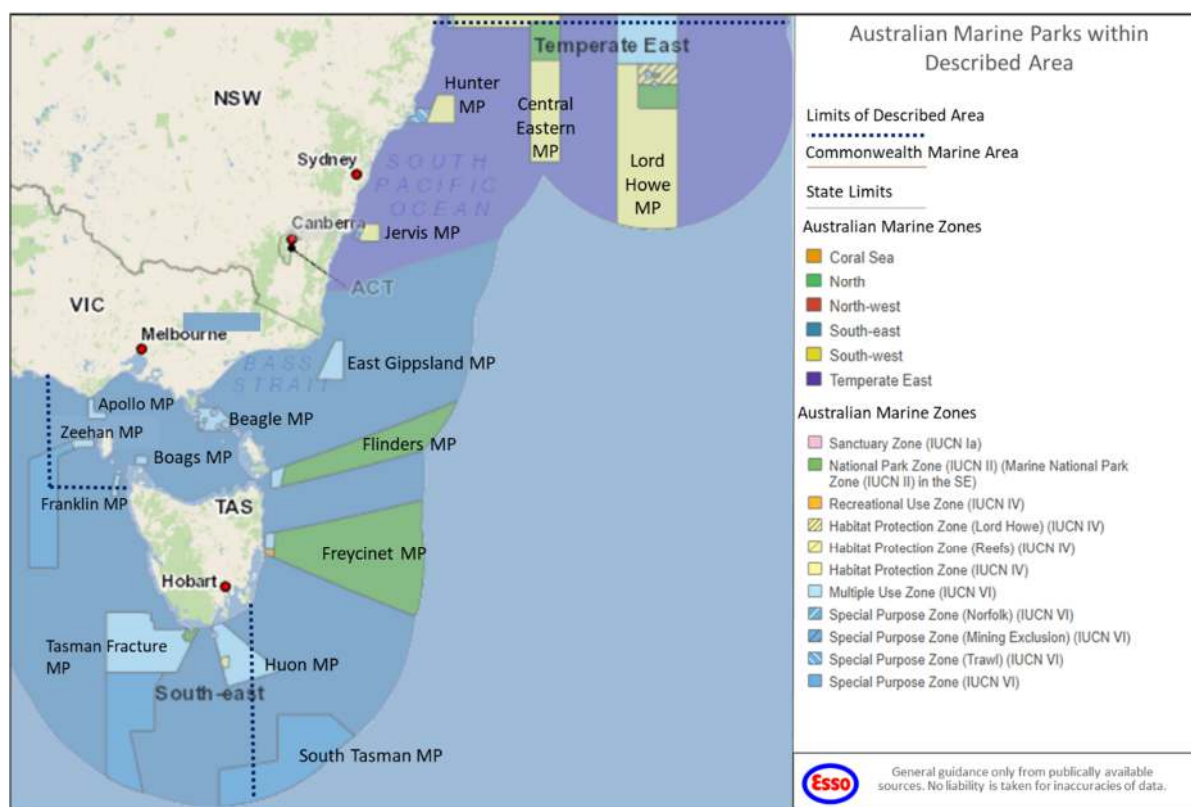 NSW
Hunter
MP
Temperate East
Central
Eastern
MP
Lord
Howe
MP
Sydney
SOUTH
PACIFIC
OCEAN
Canberra
Jervis MP
ACT
VIC
Melbourne
BASS
STRAIT
East Gippsland MP
Apollo MP
Beagle MP
Zeehan MP
Boags MP
Flinders MP
Franklin MP
TAS
Freycinet MP
Hobart
Tasman Fracture
MP
Huon MP
South-east
South Tasman MP
Australian Marine Parks within
Described Area
Limits of Described Area
Commonwealth Marine Area
State Limits
Australian Marine Zones
Coral Sea
North
North-west
South-east
South-west
Temperate East
Australian Marine Zones
Sanctuary Zone (IUCN Ia)
National Park Zone (IUCN II) (Marine National Park
Zone (IUCN II) in the SE)
Recreational Use Zone (IUCN IV)
Habitat Protection Zone (Lord Howe) (IUCN IV)
Habitat Protection Zone (Reefs) (IUCN IV)
Habitat Protection Zone (IUCN IV)
Multiple Use Zone (IUCN VI)
Special Purpose Zone (Norfolk) (IUCN VI)
Special Purpose Zone (Mining Exclusion) (IUCN VI)
Special Purpose Zone (Trawl) (IUCN VI)
Special Purpose Zone (IUCN VI)
Esso
General guidance only from publically available
sources. No liability is taken for inaccuracies of data.